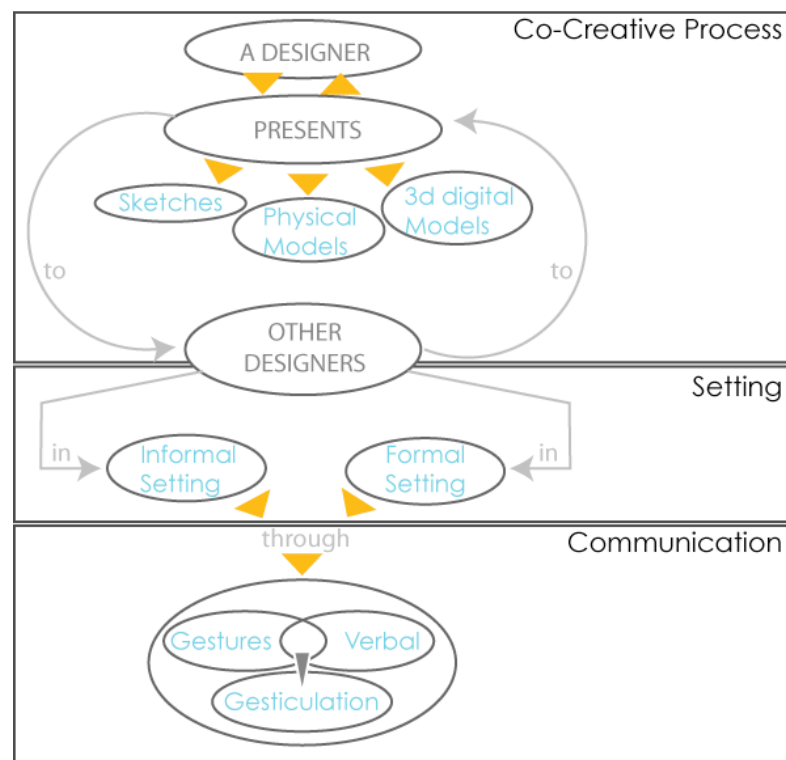 Co-Creative Process
A DESIGNER
PRESENTS
Sketches
Physical
Models
3d digital
Models
to
to
OTHER
DESIGNERS
Setting
in
in
Informal
Setting
Formal
Setting
through
Communication
Gestures
Verbal
Gesticulation